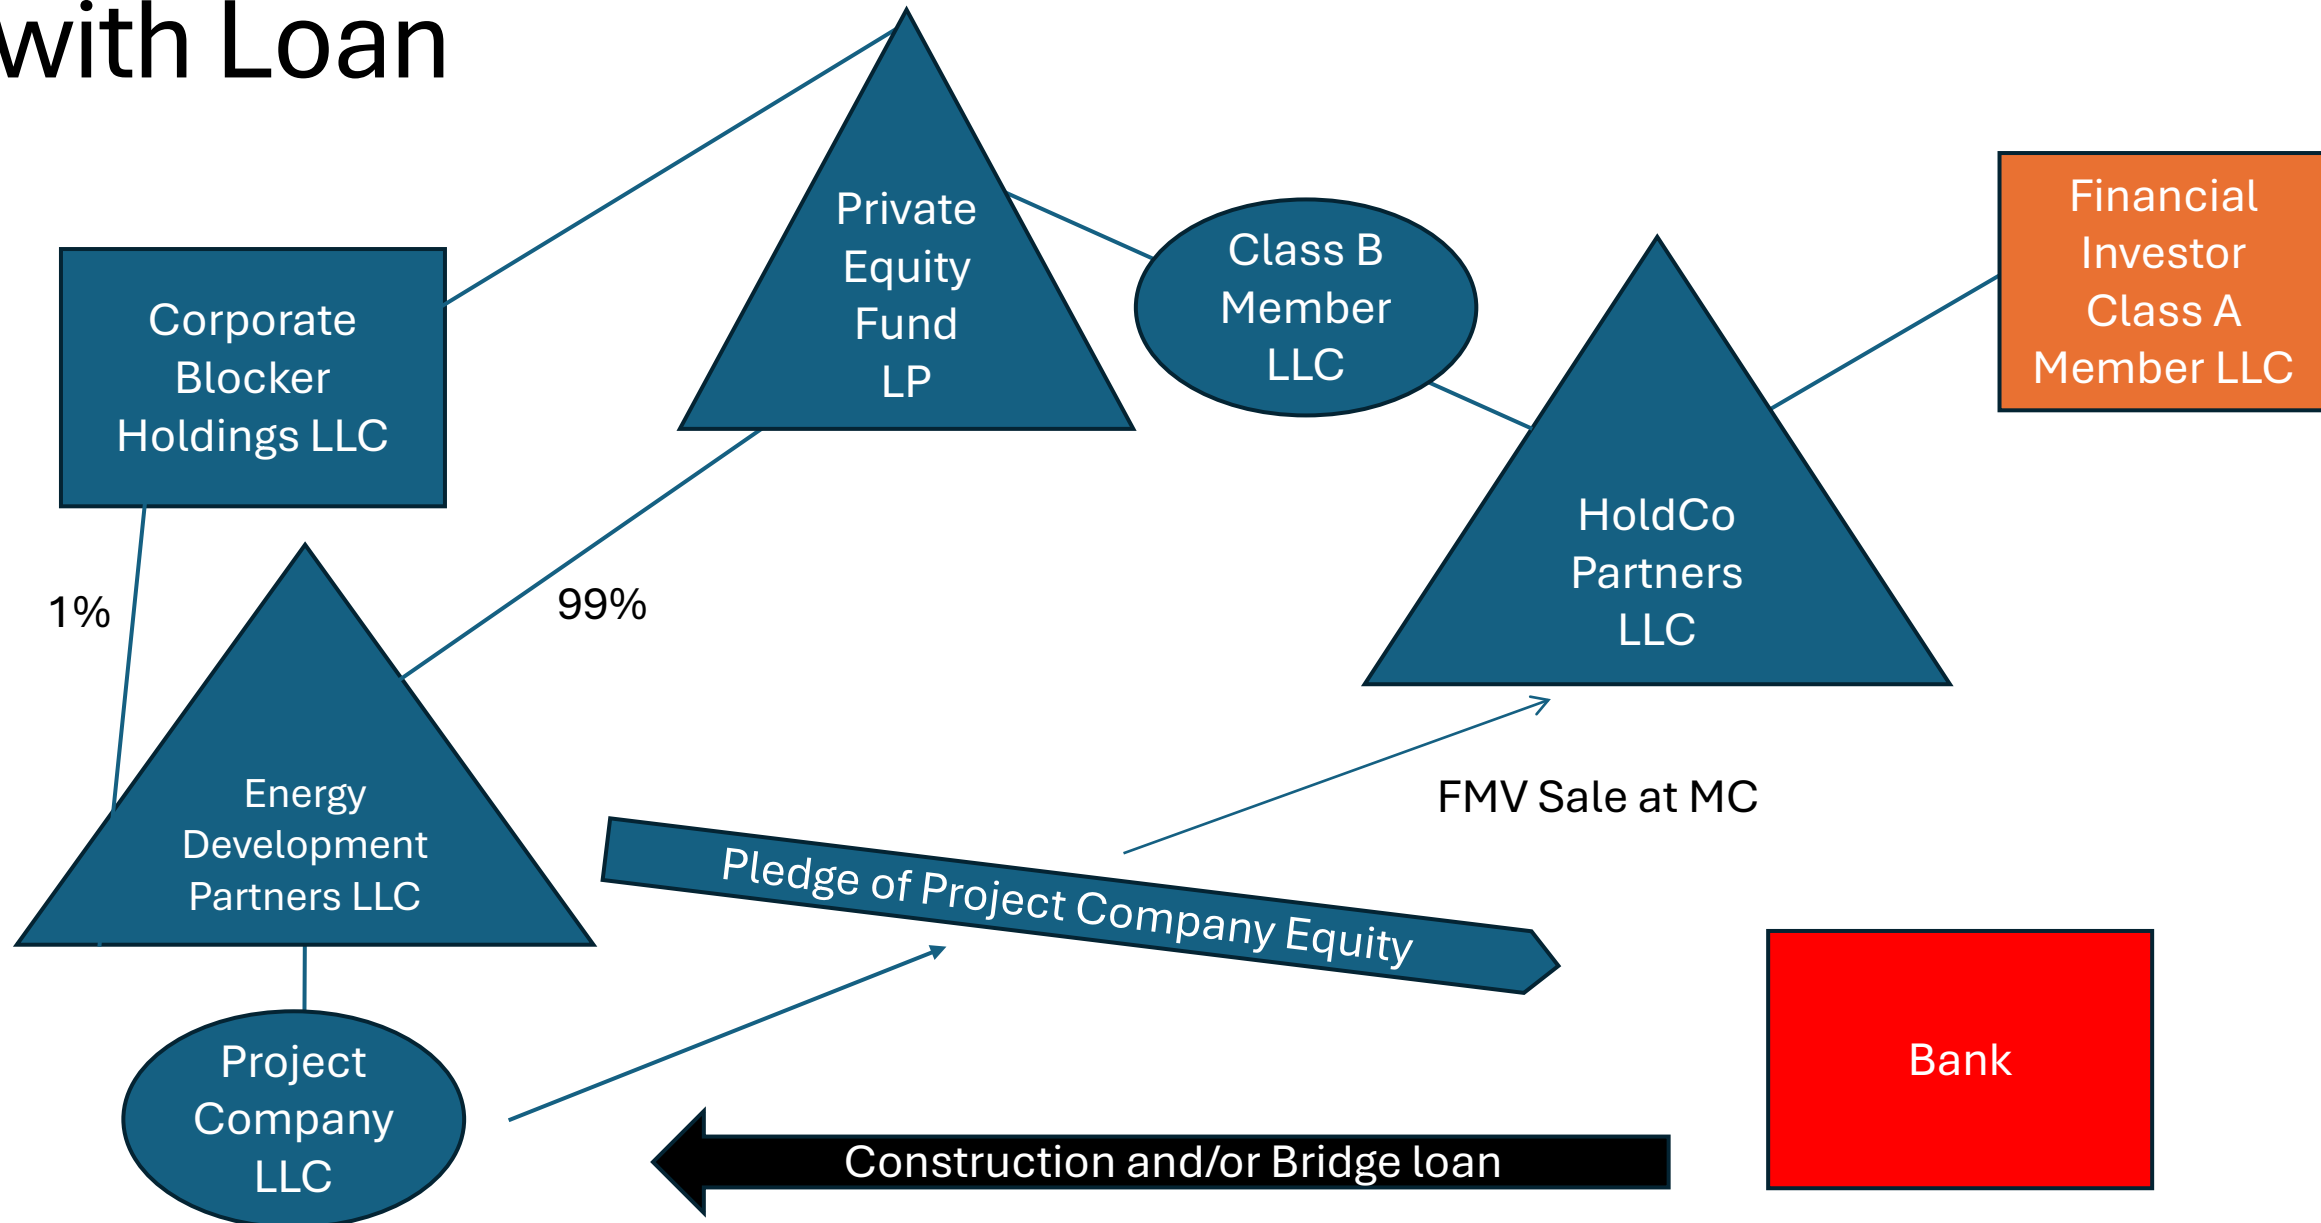 with Loan
Private
Equity
Fund
LP
Class B
Member
LLC
Financial
Investor
Class A
Member LLC
Corporate
Blocker
Holdings LLC
HoldCo
Partners
LLC
1%
99%
Energy
Development
Partners LLC
FMV Sale at MC
Pledge of Project Company Equity
Project
Company
LLC
Bank
Construction and/or Bridge loan